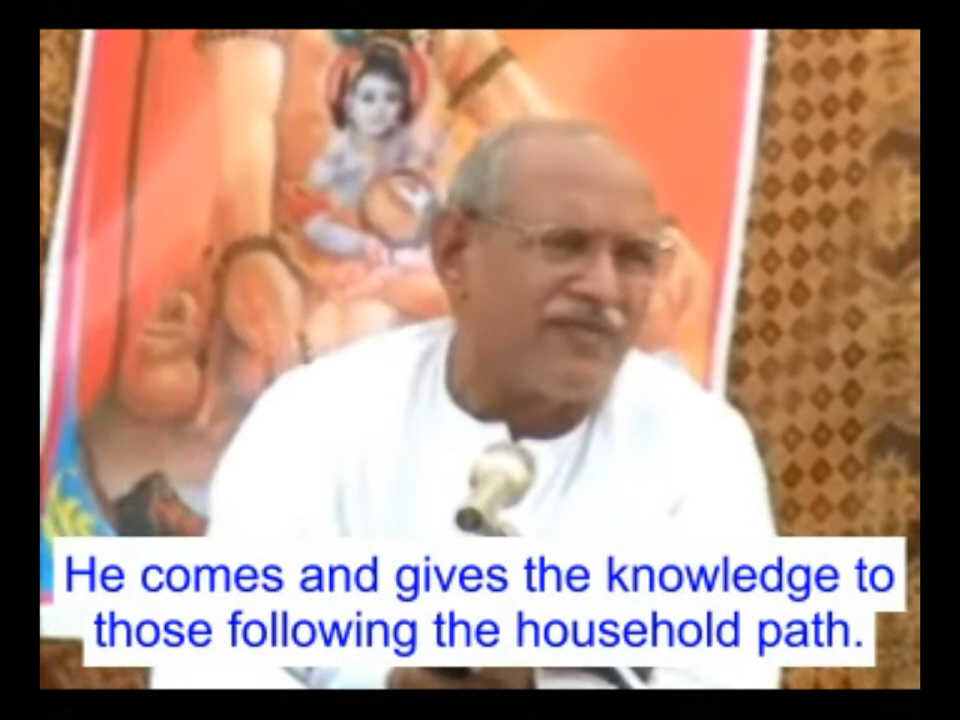 He comes and gives the knowledge to
those following the household path.